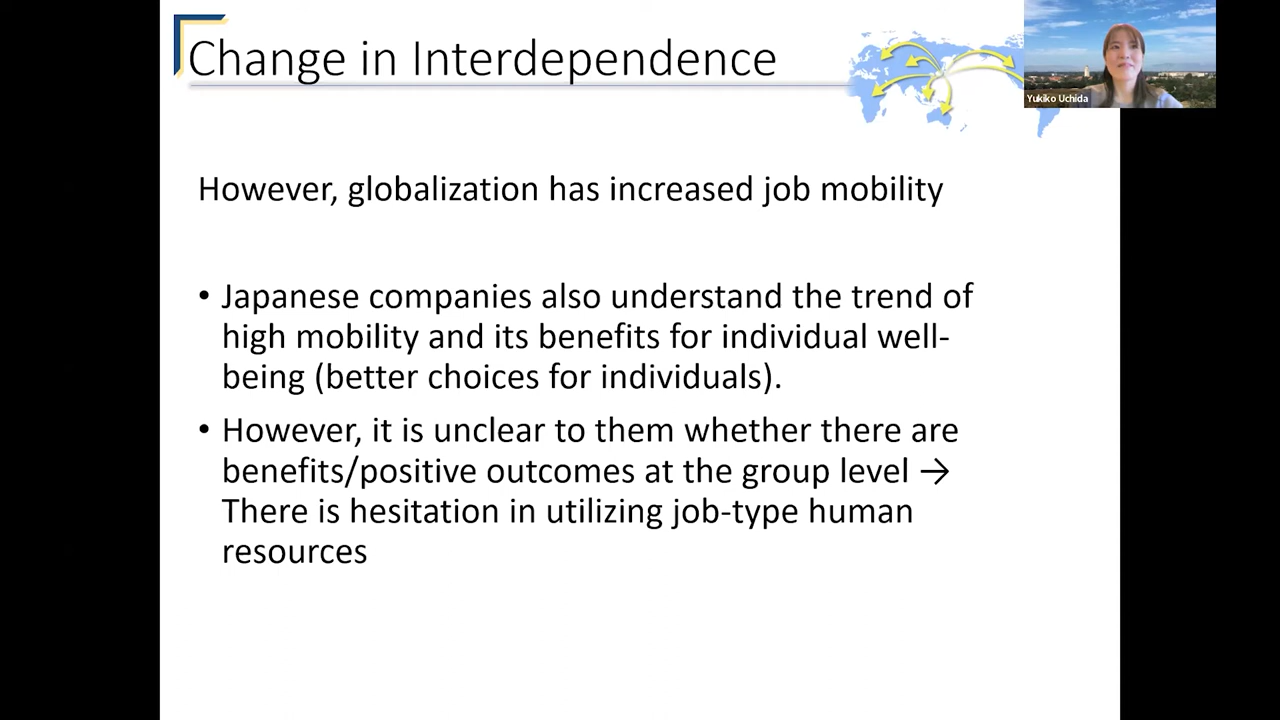 Change in Interdependence
Yukiko Uchida
However, globalization has increased job mobility
• Japanese companies also understand the trend of
high mobility and its benefits for individual well-
being (better choices for individuals).
• However, it is unclear to them whether there are
benefits/positive outcomes at the group level →
There is hesitation in utilizing job-type human
resources